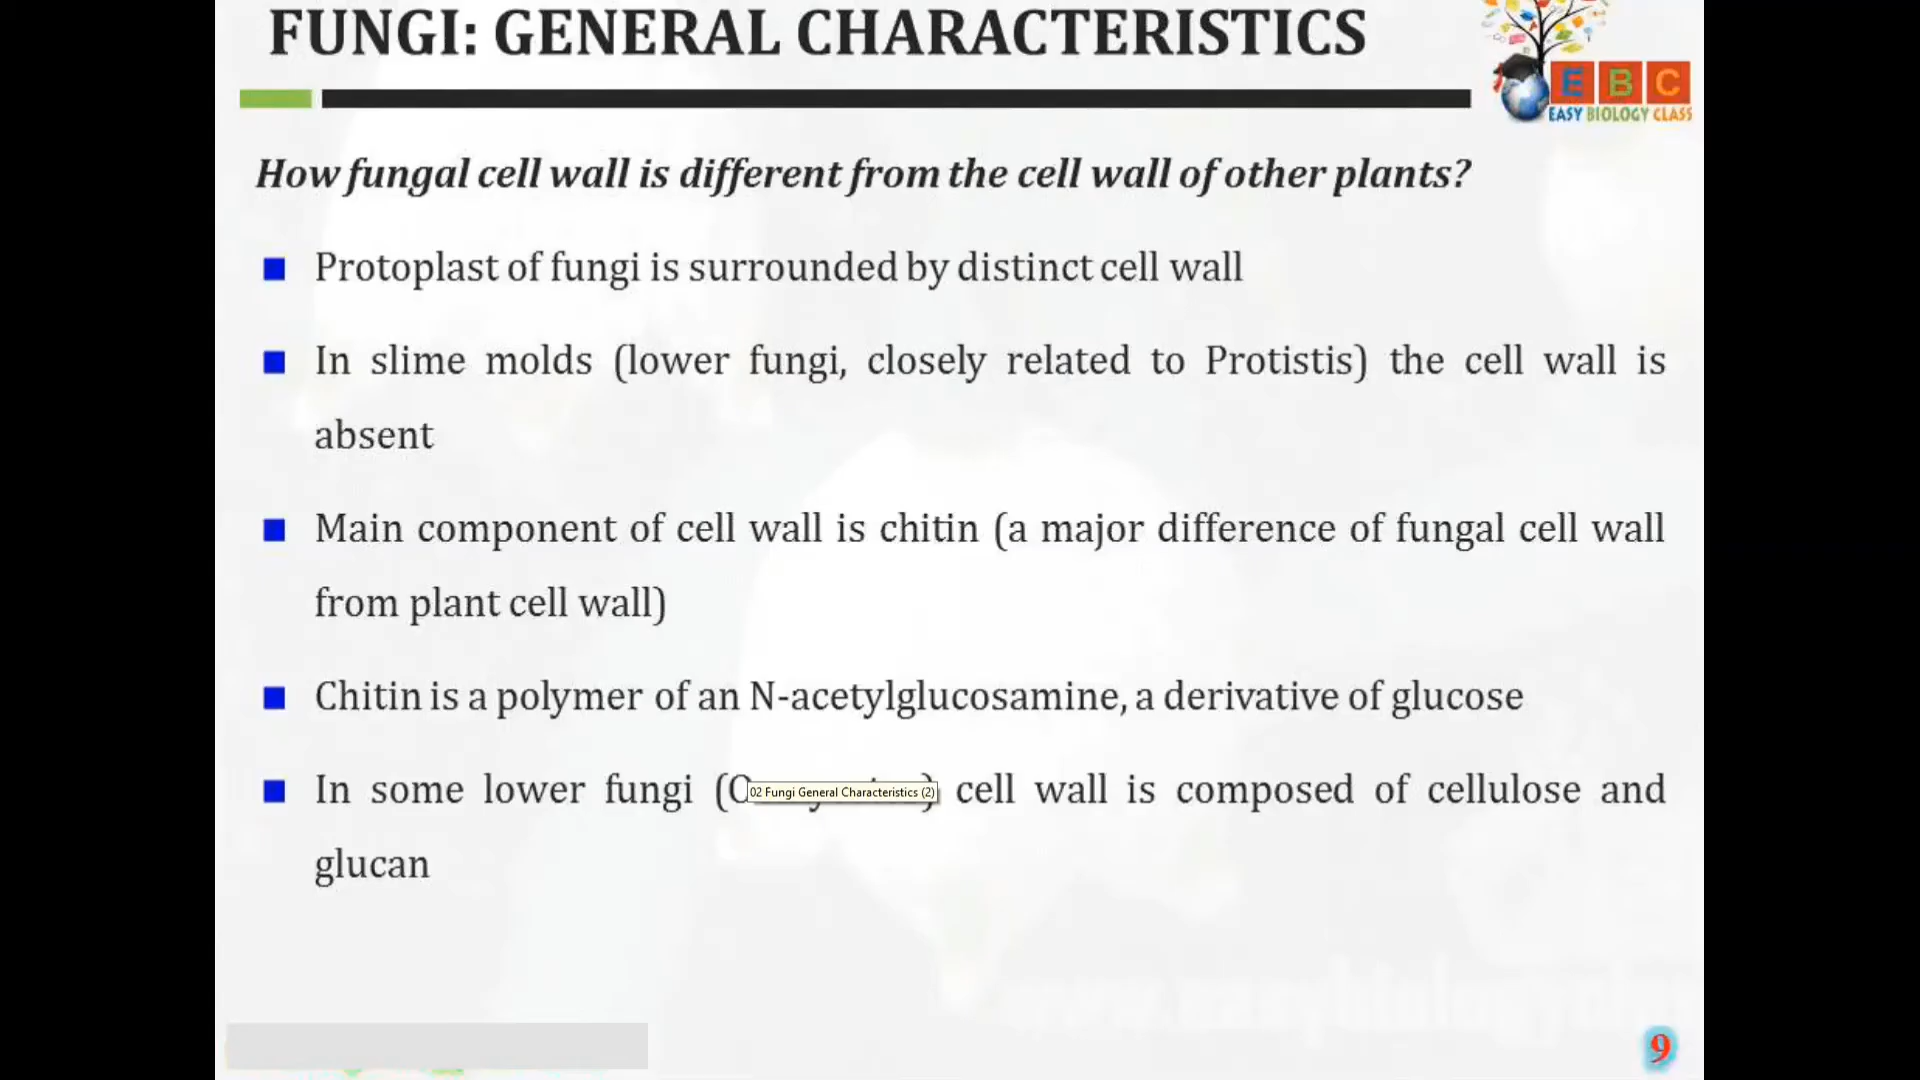 FUNGI: GENERAL CHARACTERISTICS
E B C
EASY BIOLOGY CLASS
How fungal cell wall is different from the cell wall of other plants?
Protoplast of fungi is surrounded by distinct cell wall
In slime molds (lower fungi, closely related to Protistis) the cell wall is
absent
Main component of cell wall is chitin (a major difference of fungal cell wall
from plant cell wall)
Chitin is a polymer of an N-acetylglucosamine, a derivative of glucose
In some lower fungi ( ) cell wall is composed of cellulose and
02 Fungi General Characteristics (2)
glucan
9